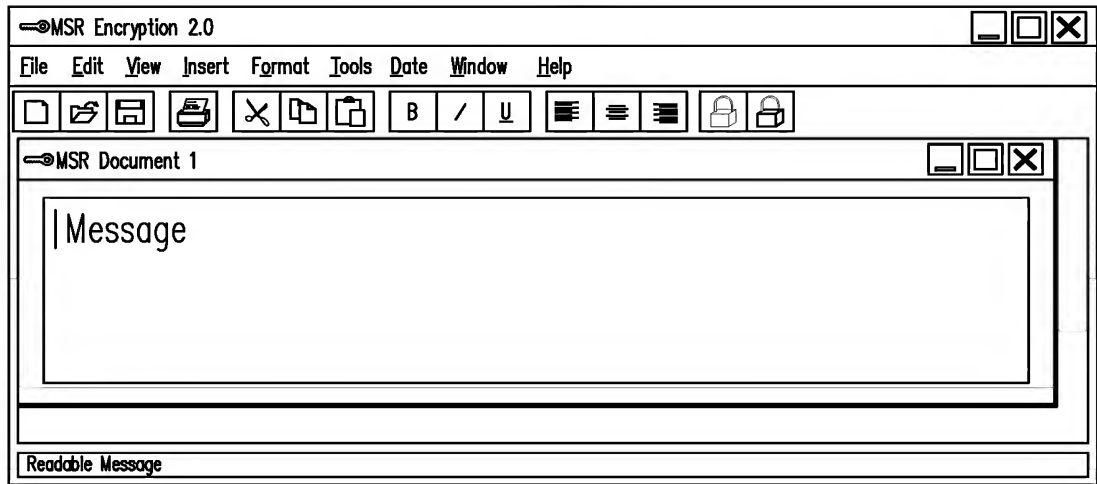 MSR Encryption 2.0
File Edit View Insert Format Tools Date Window Help
B / U
MSR Document 1
Message
Readable Message